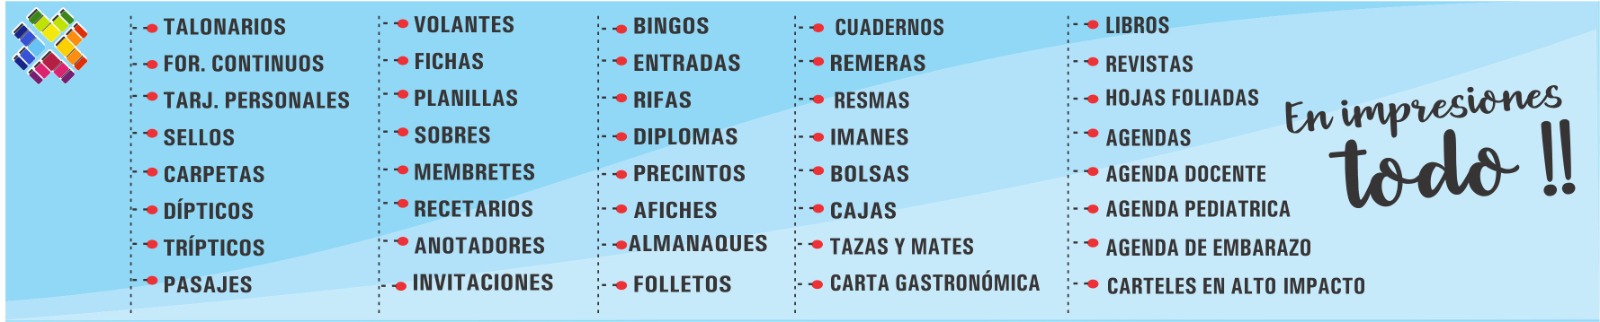 TALONARIOS
FOR. CONTINUOS
TARJ. PERSONALES
SELLOS
CARPETAS
DÍPTICOS
TRÍPTICOS
PASAJES
VOLANTES
FICHAS
PLANILLAS
SOBRES
MEMBRETES
RECETARIOS
ANOTADORES
INVITACIONES
BINGOS
ENTRADAS
RIFAS
DIPLOMAS
PRECINTOS
AFICHES
ALMANAQUES
FOLLETOS
CUADERNOS
REMERAS
RESMAS
IMANES
BOLSAS
CAJAS
TAZAS Y MATES
CARTA GASTRONÓMICA
LIBROS
REVISTAS
HOJAS FOLIADAS
AGENDAS
AGENDA DOCENTE
AGENDA PEDIATRICA
AGENDA DE EMBARAZO
CARTELES EN ALTO IMPACTO
En impresiones
todo !!